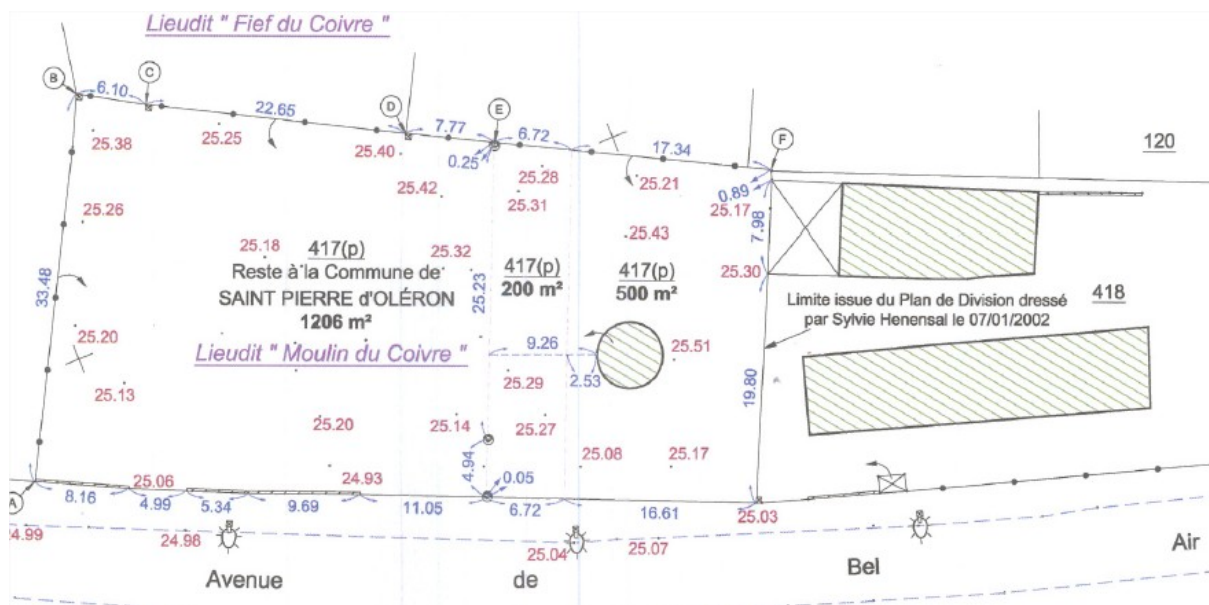 Lieudit " Fief du Coivre "
B
6.10
C
22.65
D
7.77
E
6.72
17.34
F
120
25.38
25.25
25.40
0.25
25.28
25.21
0.89
25.42
25.31
25.17
7.98
25.26
25.43
25.18
417(p)
25.32
417(p)
417(p)
25.30
Reste à la Commune de
200 m²
500 m²
SAINT PIERRE d'OLÉRON
25.23
418
1206 m²
Limite issue du Plan de Division dressé
par Sylvie Henensal le 07/01/2002
33.48
25.20
Lieudit " Moulin du Coivre "
9.26
25.51
25.13
25.29
2.53
19.80
25.20
25.14
25.27
25.08
25.17
25.06
24.93
4.94
0.05
A
8.16
4.99
5.34
9.69
11.05
6.72
16.61
25.03
24.99
24.98
25.04
25.07
Avenue de Bel Air